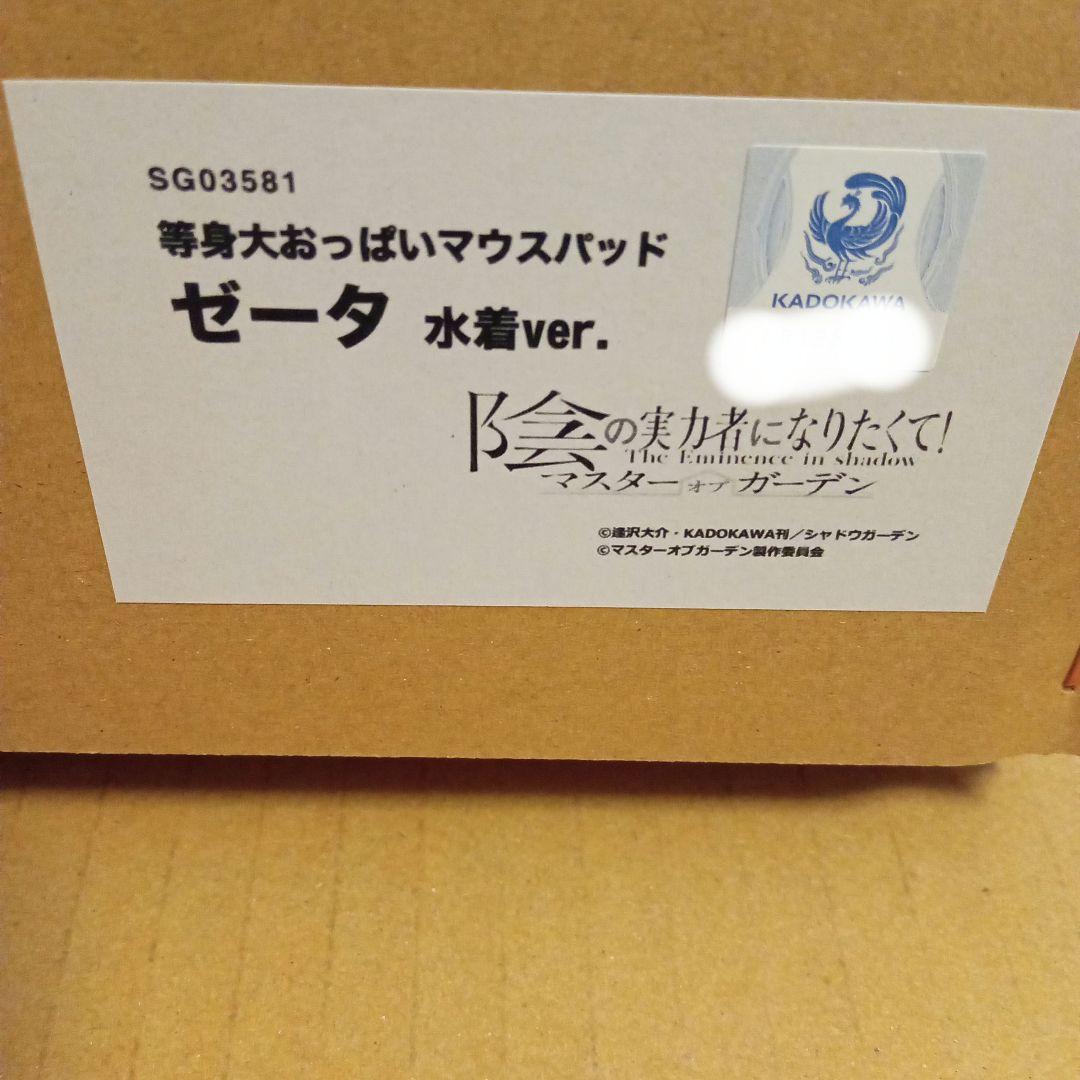 SG03581
等身大おっぱいマウスパッド
ゼータ 水着ver.
KADOKAWA
陰の実力者になりたくて!
The Eminence in shadow
マスターオブガーデン
©逢沢大介・KADOKAWA刊／シャドウガーデン
©マスターオブガーデン製作委員会